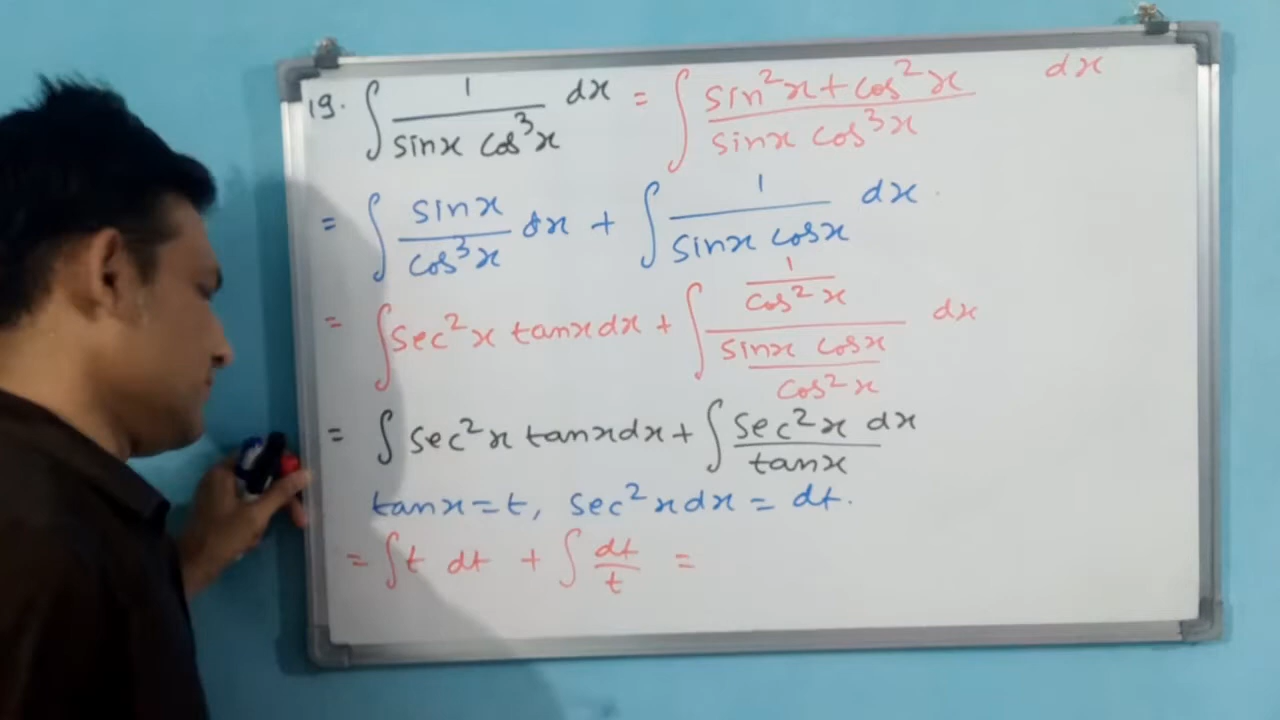 19. ∫ 1/(sinx cos³x) dx = ∫ (sin²x + cos²x)/(sinx cos³x) dx
= ∫ sinx/cos³x dx + ∫ 1/(sinx cosx) dx
= ∫ sec²x tanx dx + ∫ (1/cos²x)/(sinx cosx/cos²x) dx
= ∫ sec²x tanx dx + ∫ sec²x dx/tanx
tanx = t, sec²x dx = dt.
= ∫ t dt + ∫ dt/t =